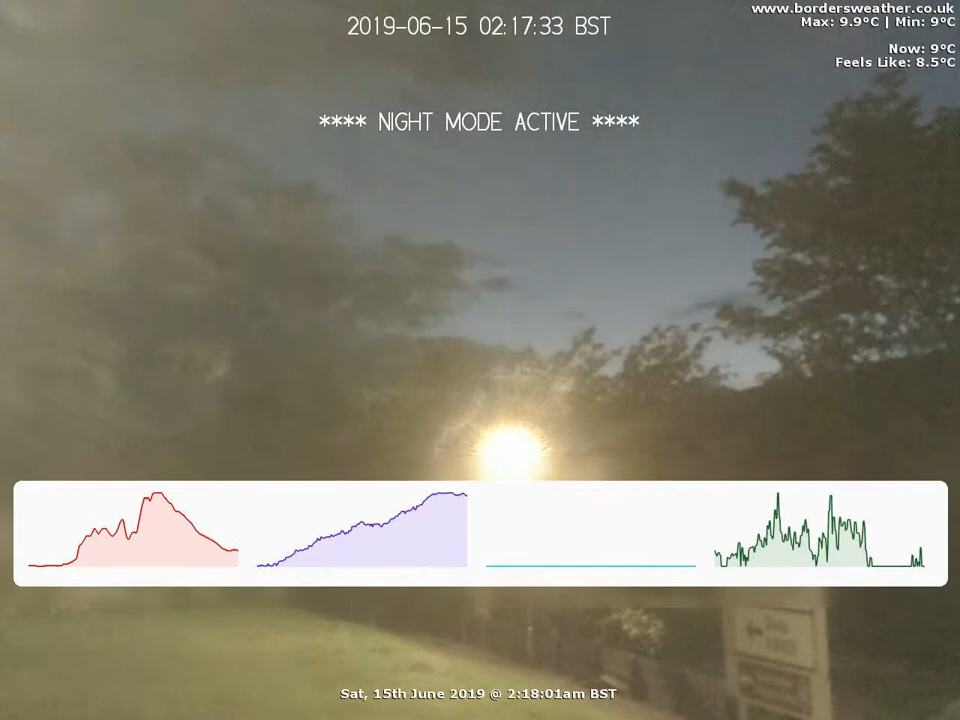 www.bordersweather.co.uk
2019-06-15 02:17:33 BST
Max: 9.9°C | Min: 9°C
Now: 9°C
Feels Like: 8.5°C
**** NIGHT MODE ACTIVE ****
Sat, 15th June 2019 @ 2:18:01am BST